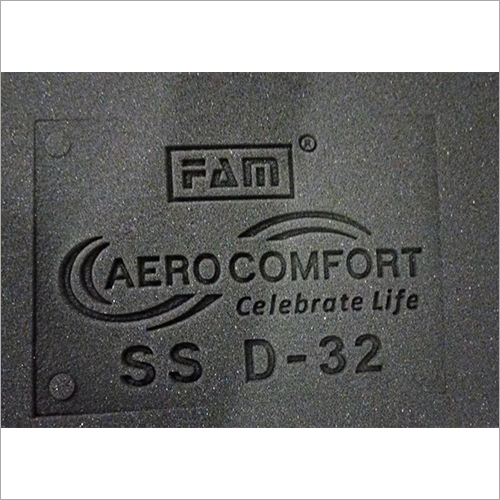 FAM ®
AERO COMFORT
Celebrate Life
SS D-32